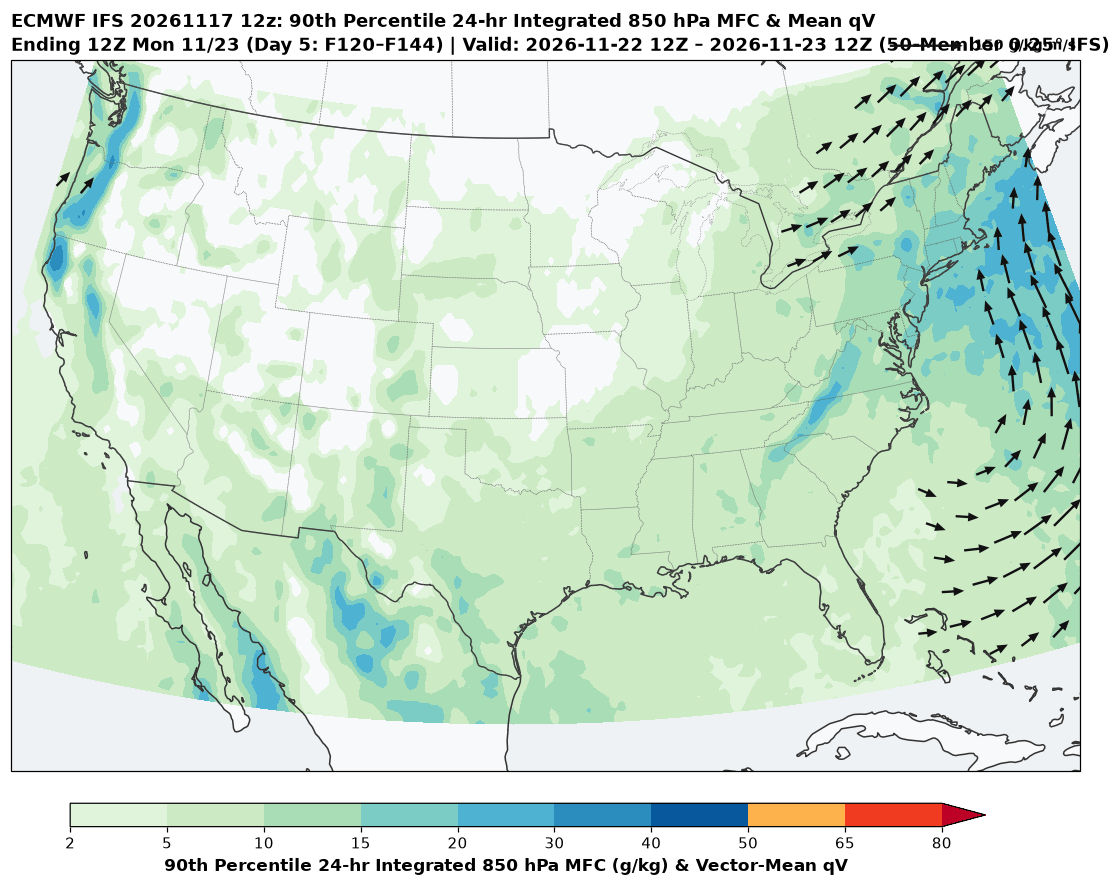 ECMWF IFS 20261117 12z: 90th Percentile 24-hr Integrated 850 hPa MFC & Mean qV
Ending 12Z Mon 11/23 (Day 5: F120–F144) | Valid: 2026-11-22 12Z – 2026-11-23 12Z (50-Member 0.25° IFS)
2 5 10 15 20 30 40 50 65 80
90th Percentile 24-hr Integrated 850 hPa MFC (g/kg) & Vector-Mean qV